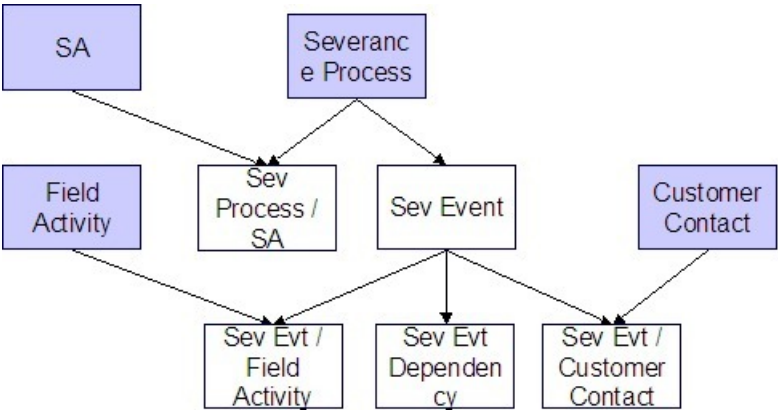 SA
Severanc
e Process
Field
Activity
Sev
Process /
SA
Sev Event
Customer
Contact
Sev Evt /
Field
Activity
Sev Evt
Dependen
cy
Sev Evt /
Customer
Contact